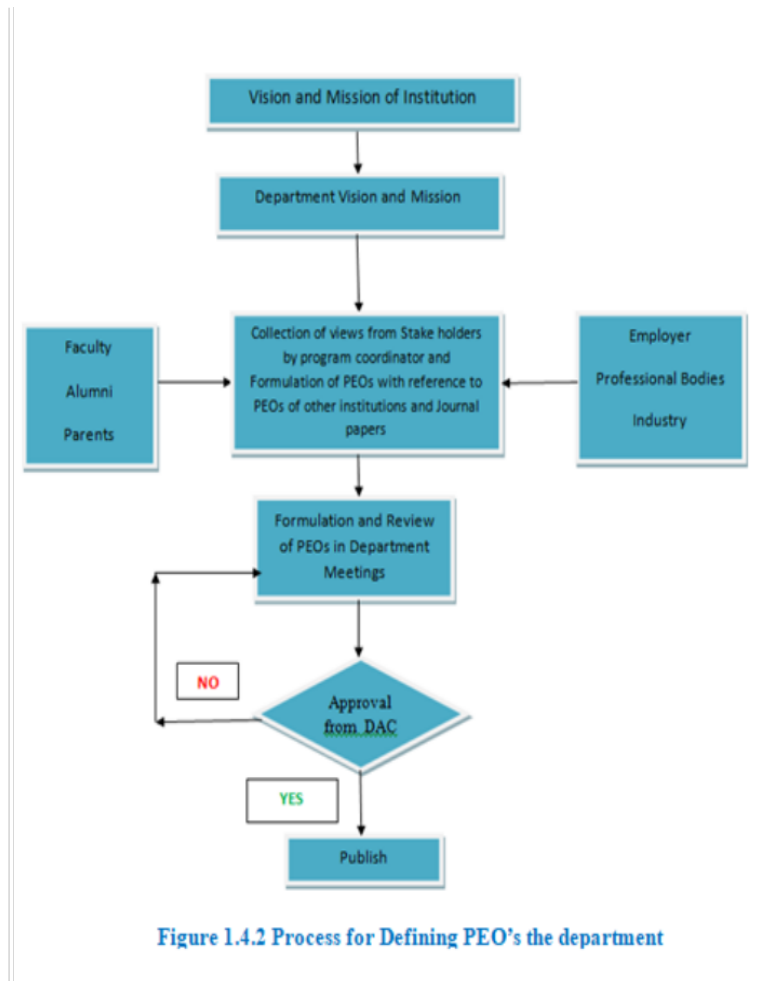 Vision and Mission of Institution
Department Vision and Mission
Faculty
Alumni
Parents
Collection of views from Stake holders
by program coordinator and
Formulation of PEOs with reference to
PEOs of other institutions and Journal
papers
Employer
Professional Bodies
Industry
Formulation and Review
of PEOs in Department
Meetings
NO
Approval
from DAC
YES
Publish
Figure 1.4.2 Process for Defining PEO’s the department